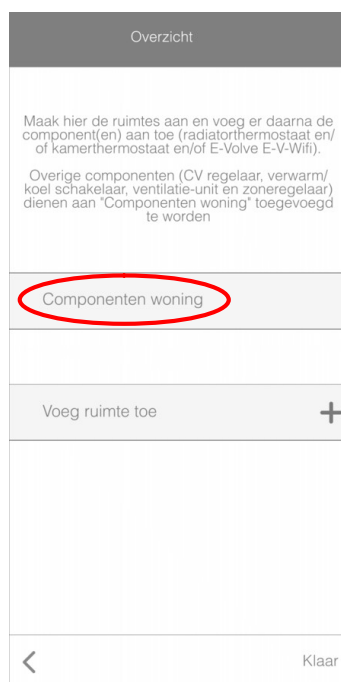 Overzicht
Maak hier de ruimtes aan en voeg er daarna de
component(en) aan toe (radiatorthermostaat en/
of kamerthermostaat en/of E-Volve E-V-Wifi).
Overige componenten (CV regelaar, verwarm/
koel schakelaar, ventilatie-unit en zoneregelaar)
dienen aan "Componenten woning" toegevoegd
te worden
Componenten woning
Voeg ruimte toe +
< Klaar